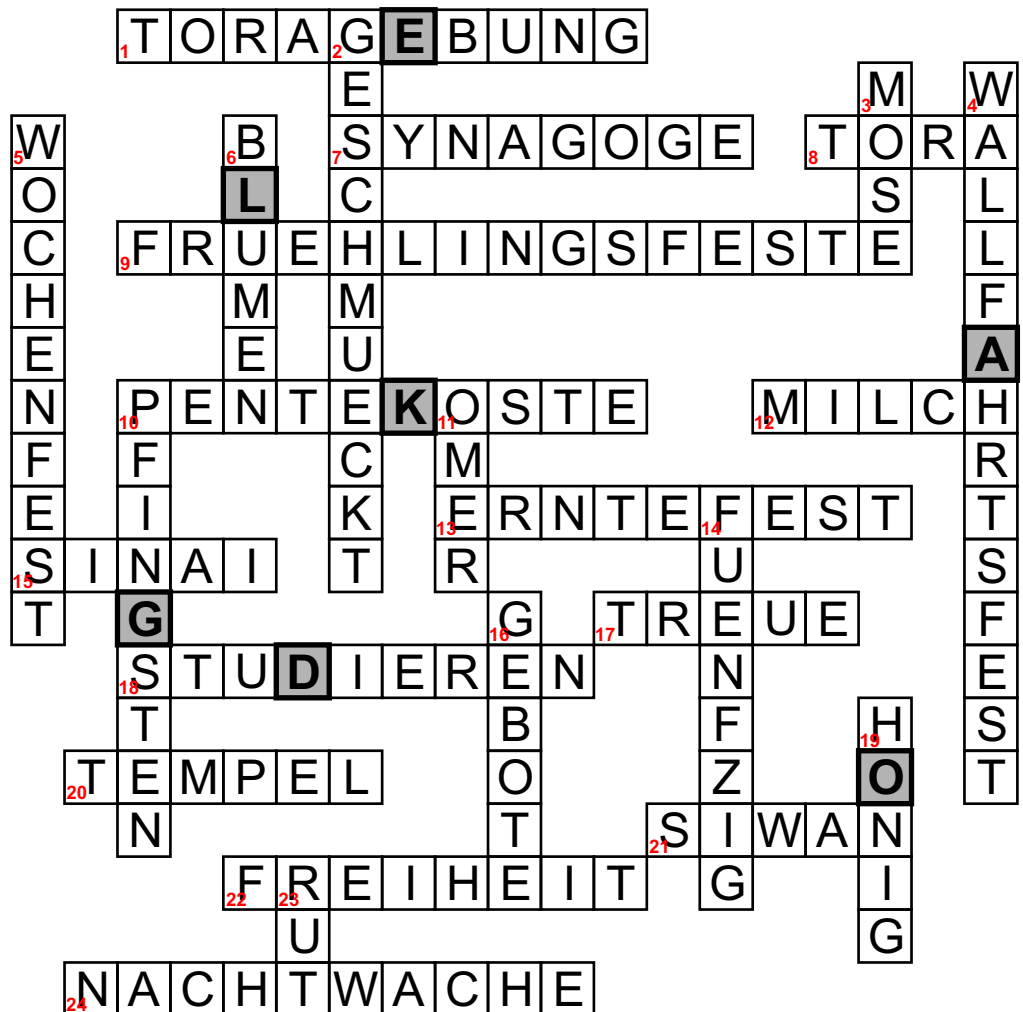 1 TORAGEBUNG
2 GESCHMUECKT
3 MOSE
4 WALLFAHRTSFEST
5 WOCHENFEST
6 BLUMEN
7 SYNAGOGE
8 TORA
9 FRUEHLINGSFESTE
10 PENTEKOSTE
PFINGSTEN
11 OMER
12 MILCH
13 ERNTEFEST
14 FUENFZIG
15 SINAI
16 GEBOTE
17 TREUE
18 STUDIEREN
19 HONIG
20 TEMPEL
21 SIWAN
22 FREIHEIT
23 RUT
24 NACHTWACHE